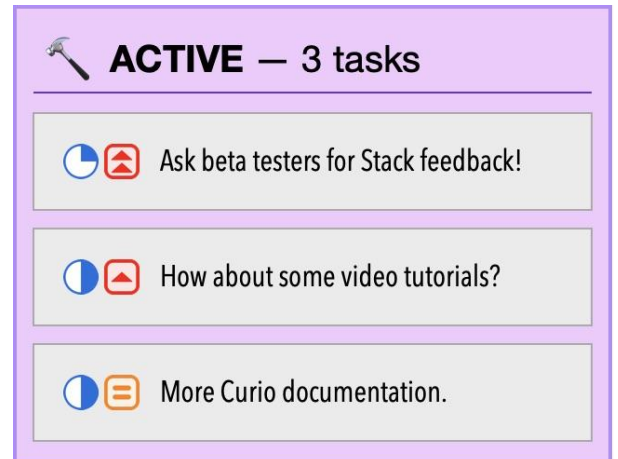 ACTIVE — 3 tasks
Ask beta testers for Stack feedback!
How about some video tutorials?
More Curio documentation.